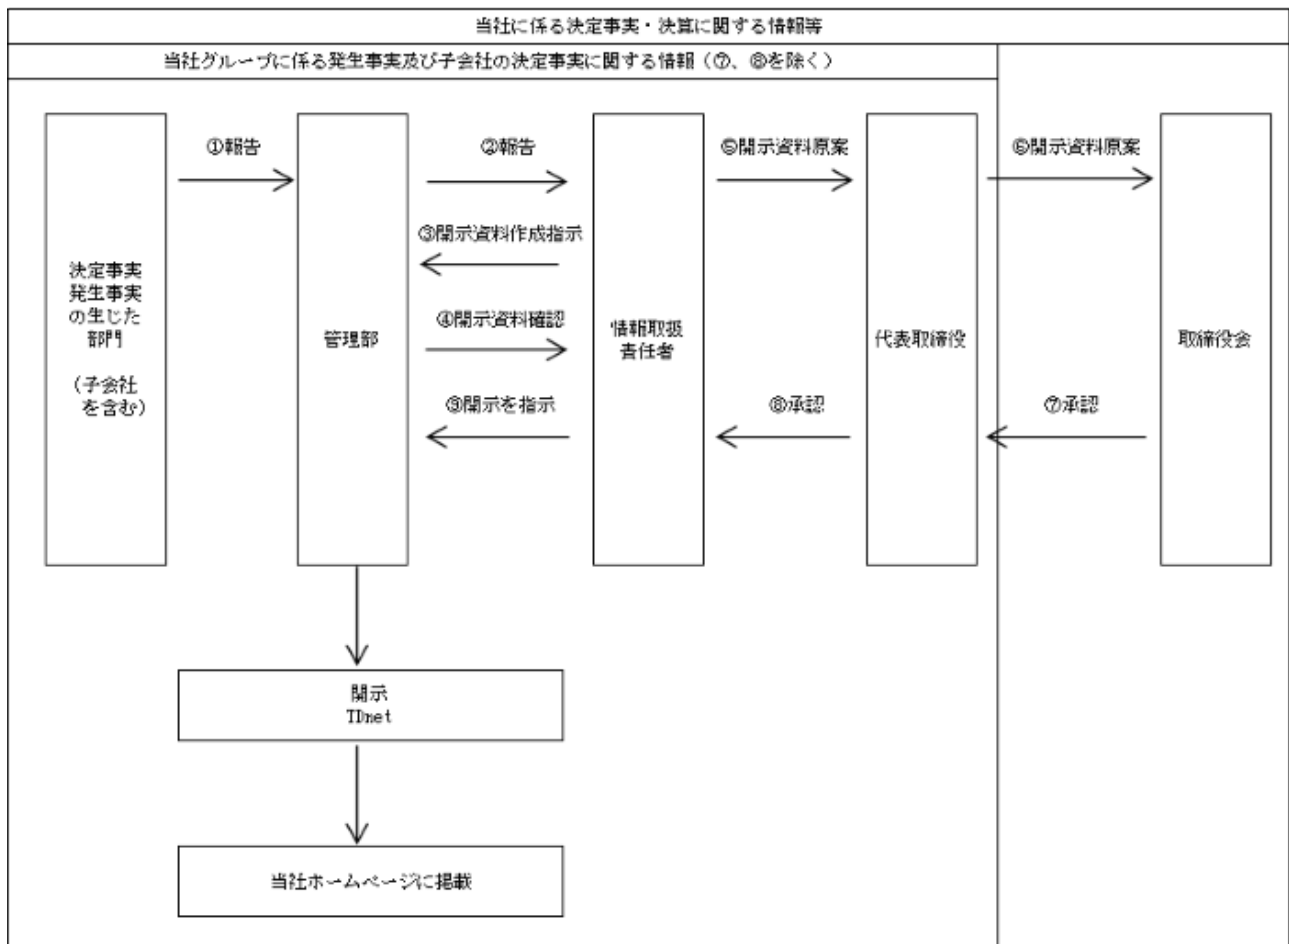 当社に係る決定事実・決算に関する情報等
当社グループに係る発生事実及び子会社の決定事実に関する情報（⑦、⑧を除く）
①報告
②報告
⑤開示資料原案
⑥開示資料原案
③開示資料作成指示
④開示資料確認
⑨開示を指示
⑧承認
⑦承認
決定事実
発生事実
の生じた
部門
（子会社
を含む）
管理部
情報取扱
責任者
代表取締役
取締役会
開示
TDnet
当社ホームページに掲載